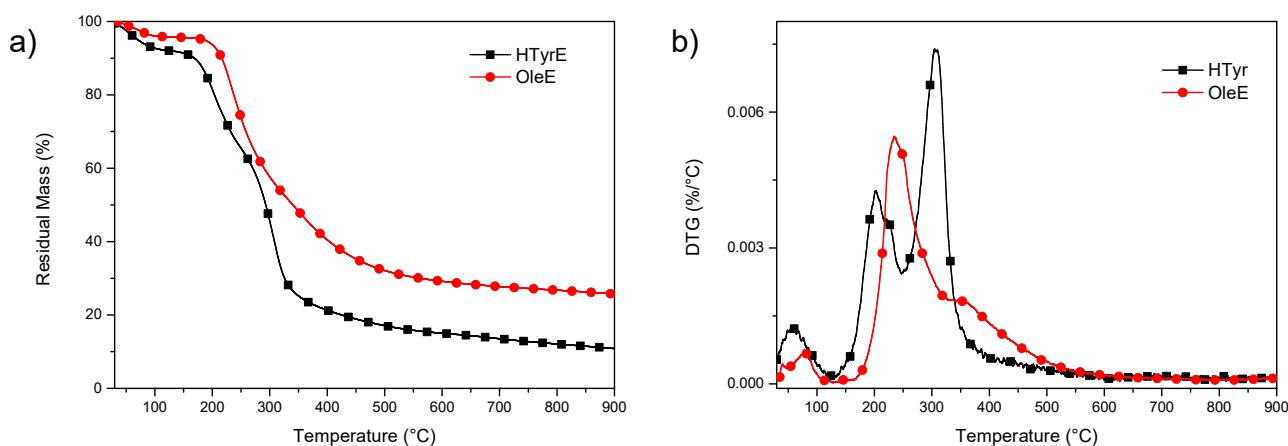 a)
100
80
60
40
20
0
Residual Mass (%)
HTyrE
OleE
100 200 300 400 500 600 700 800 900
Temperature (°C)
b)
0.006
0.003
0.000
DTG (%/°C)
HTyr
OleE
100 200 300 400 500 600 700 800 900
Temperature (°C)